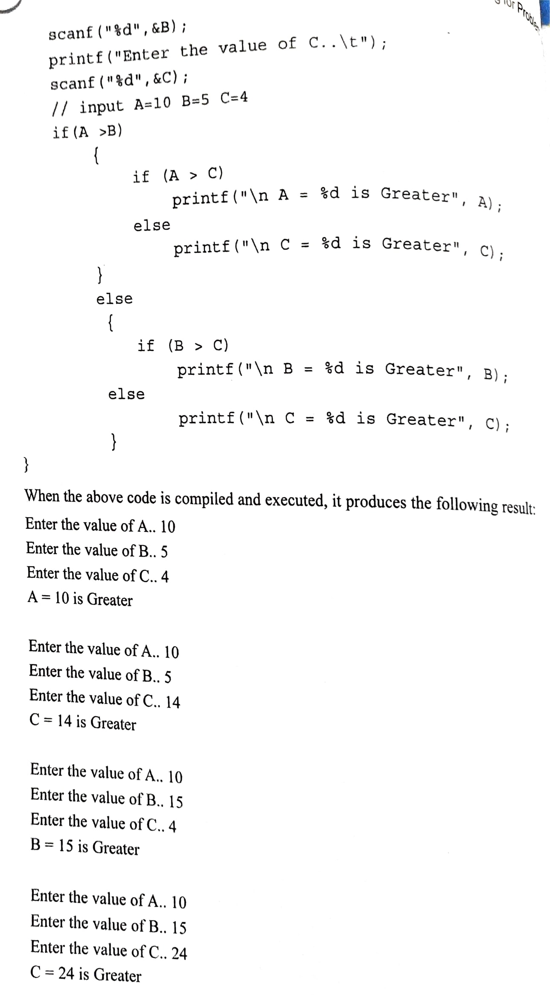 for Problem
scanf("%d",&B);
printf("Enter the value of C..\t");
scanf("%d",&C);
// input A=10 B=5 C=4
if(A >B)
{
if (A > C)
printf("\n A = %d is Greater", A);
else
printf("\n C = %d is Greater", C);
}
else
{
if (B > C)
printf("\n B = %d is Greater", B);
else
printf("\n C = %d is Greater", C);
}
}
When the above code is compiled and executed, it produces the following result:
Enter the value of A.. 10
Enter the value of B.. 5
Enter the value of C.. 4
A = 10 is Greater
Enter the value of A.. 10
Enter the value of B.. 5
Enter the value of C.. 14
C = 14 is Greater
Enter the value of A.. 10
Enter the value of B.. 15
Enter the value of C.. 4
B = 15 is Greater
Enter the value of A.. 10
Enter the value of B.. 15
Enter the value of C.. 24
C = 24 is Greater